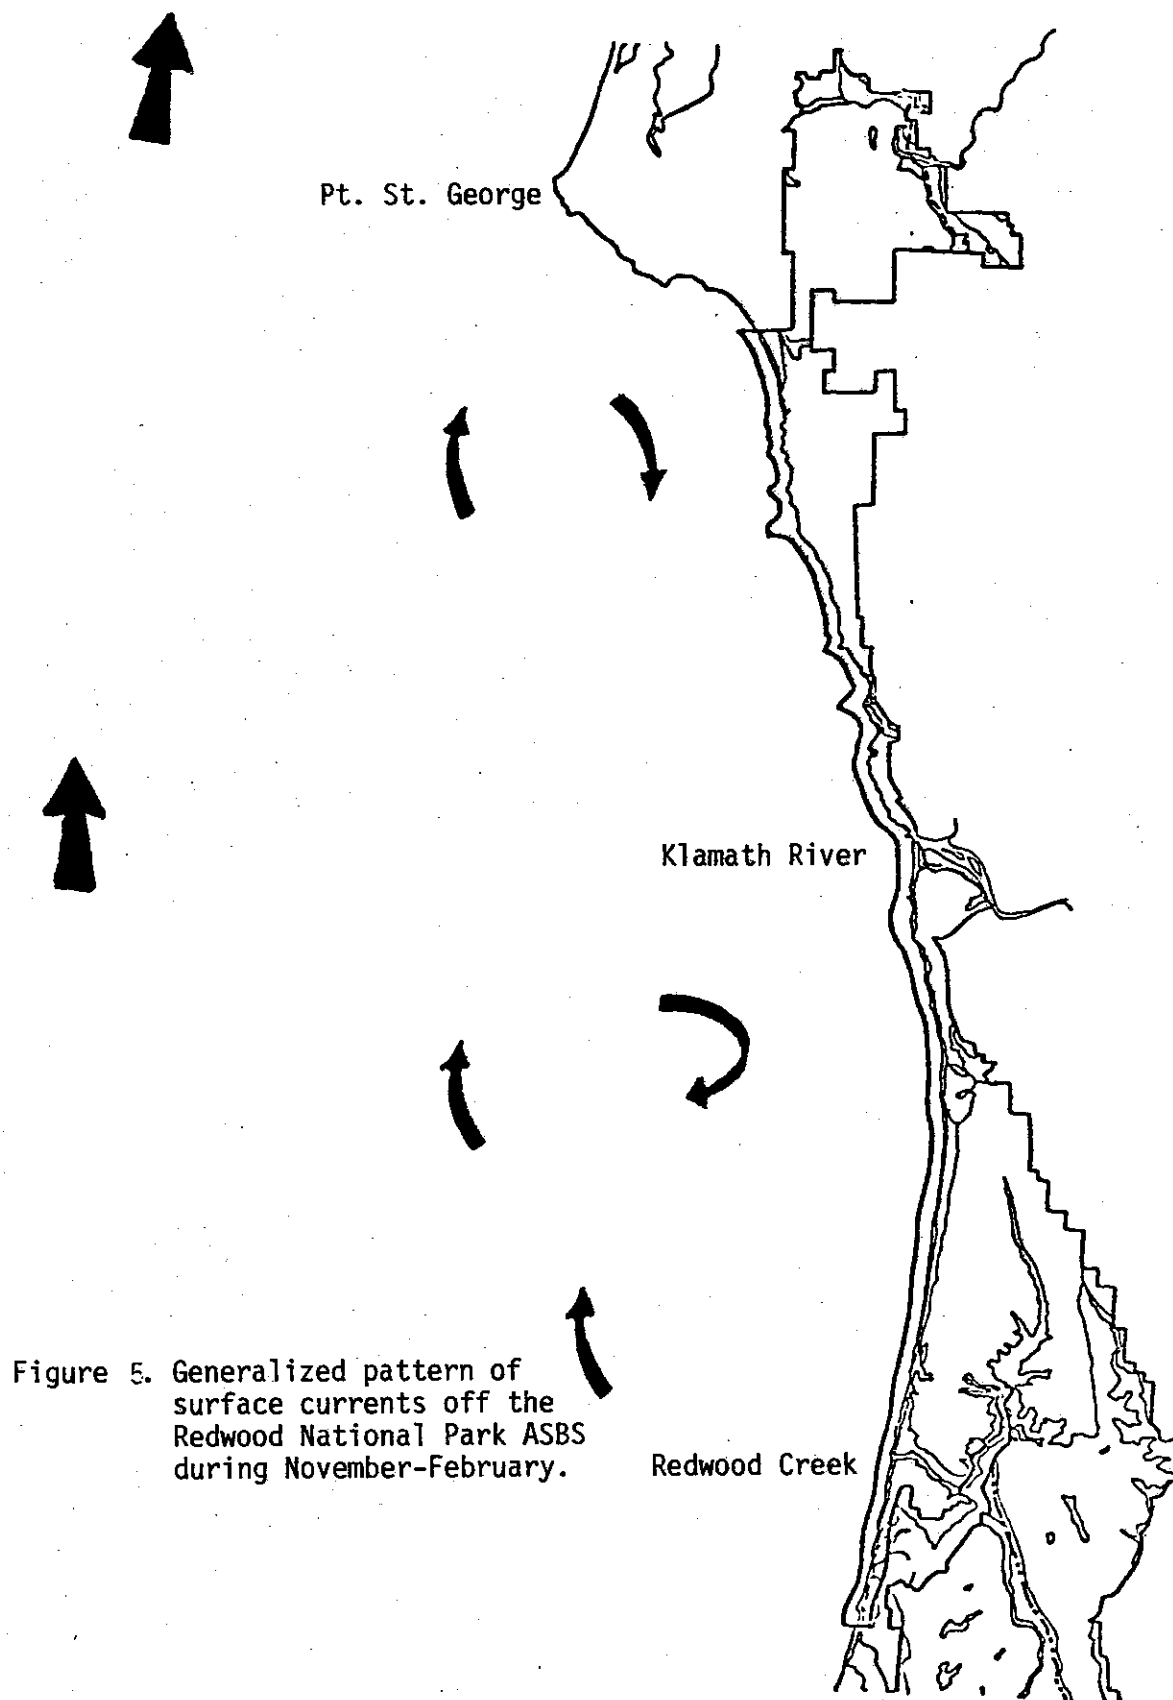 Pt. St. George
Klamath River
Figure 5. Generalized pattern of
surface currents off the
Redwood National Park ASBS
during November-February.
Redwood Creek